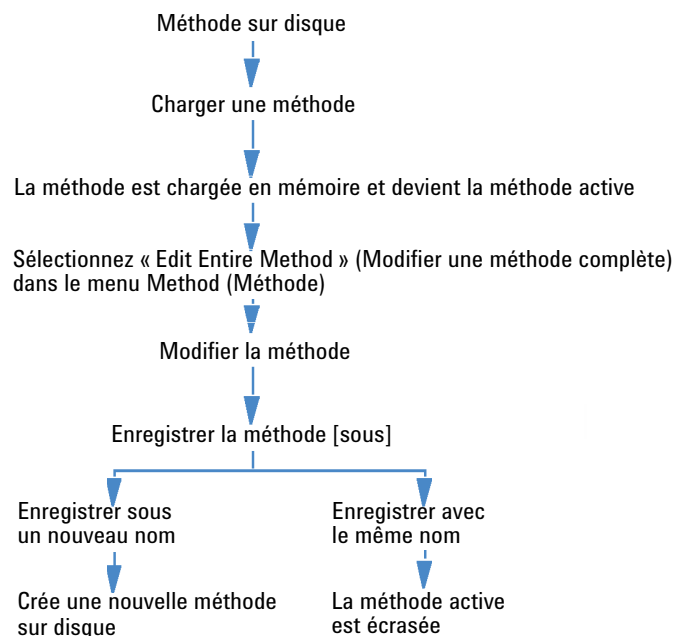 Méthode sur disque
Charger une méthode
La méthode est chargée en mémoire et devient la méthode active
Sélectionnez « Edit Entire Method » (Modifier une méthode complète)
dans le menu Method (Méthode)
Modifier la méthode
Enregistrer la méthode [sous]
Enregistrer sous
un nouveau nom
Enregistrer avec
le même nom
Crée une nouvelle méthode
sur disque
La méthode active
est écrasée